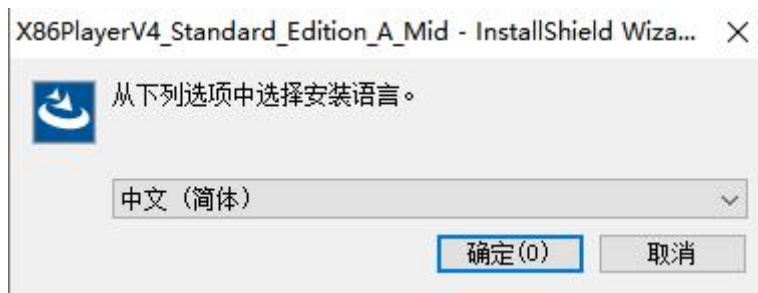 X86PlayerV4_Standard_Edition_A_Mid - InstallShield Wiza...
从下列选项中选择安装语言。
中文（简体）
确定(O) 取消